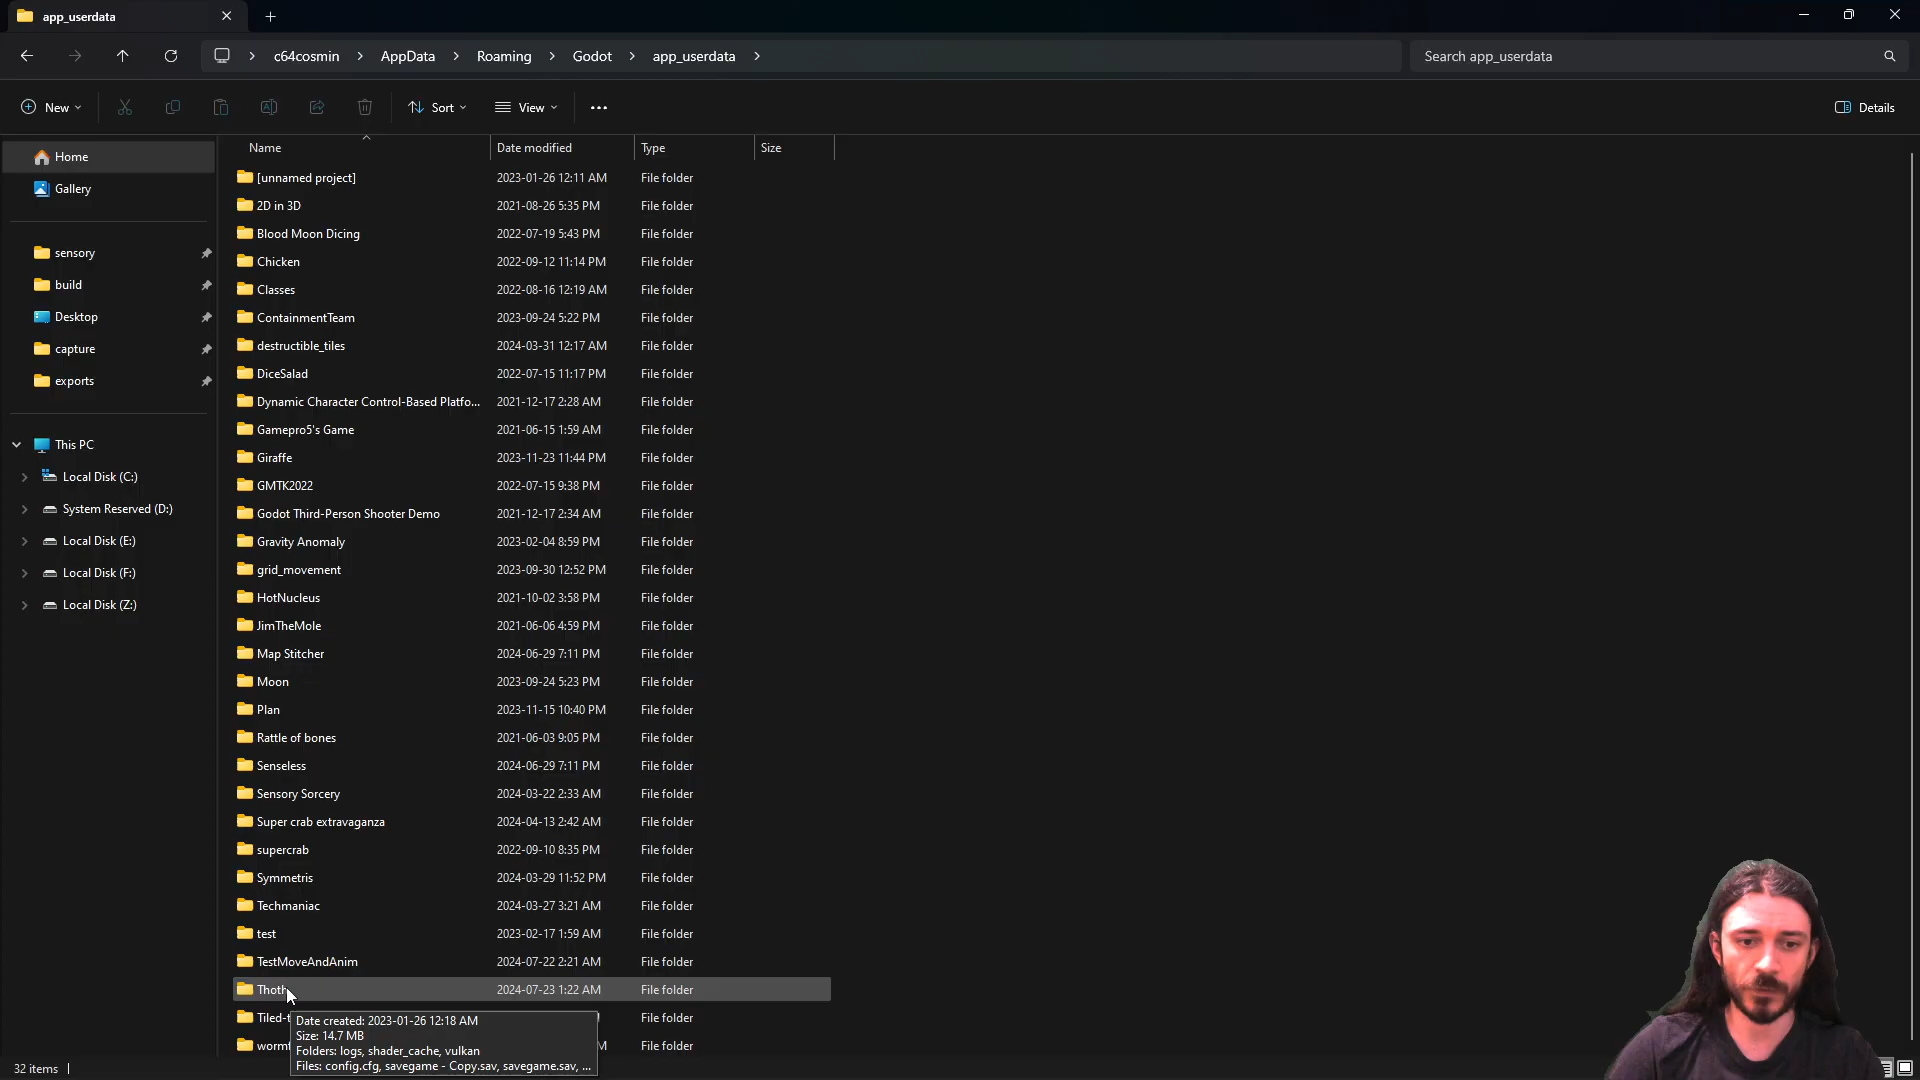 app_userdata
c64cosmin > AppData > Roaming > Godot > app_userdata >
Search app_userdata
New
Sort
View
Details
Name Date modified Type Size
Home
Gallery
sensory
build
Desktop
capture
exports
This PC
Local Disk (C:)
System Reserved (D:)
Local Disk (E:)
Local Disk (F:)
Local Disk (Z:)
[unnamed project] 2023-01-26 12:11 AM File folder
2D in 3D 2021-08-26 5:35 PM File folder
Blood Moon Dicing 2022-07-19 5:43 PM File folder
Chicken 2022-09-12 11:14 PM File folder
Classes 2022-08-16 12:19 AM File folder
ContainmentTeam 2023-09-24 5:22 PM File folder
destructible_tiles 2024-03-31 12:17 AM File folder
DiceSalad 2022-07-15 11:17 PM File folder
Dynamic Character Control-Based Platfo... 2021-12-17 2:28 AM File folder
Gamepro5's Game 2021-06-15 1:59 AM File folder
Giraffe 2023-11-23 11:44 PM File folder
GMTK2022 2022-07-15 9:38 PM File folder
Godot Third-Person Shooter Demo 2021-12-17 2:34 AM File folder
Gravity Anomaly 2023-02-04 8:59 PM File folder
grid_movement 2023-09-30 12:52 PM File folder
HotNucleus 2021-10-02 3:58 PM File folder
JimTheMole 2021-06-06 4:59 PM File folder
Map Stitcher 2024-06-29 7:11 PM File folder
Moon 2023-09-24 5:23 PM File folder
Plan 2023-11-15 10:40 PM File folder
Rattle of bones 2021-06-03 9:05 PM File folder
Senseless 2024-06-29 7:11 PM File folder
Sensory Sorcery 2024-03-22 2:33 AM File folder
Super crab extravaganza 2024-04-13 2:42 AM File folder
supercrab 2022-09-10 8:35 PM File folder
Symmetris 2024-03-29 11:52 PM File folder
Techmaniac 2024-03-27 3:21 AM File folder
test 2023-02-17 1:59 AM File folder
TestMoveAndAnim 2024-07-22 2:21 AM File folder
Thoth 2024-07-23 1:22 AM File folder
Tiled-t File folder
File folder
Date created: 2023-01-26 12:18 AM
Size: 14.7 MB
Folders: logs, shader_cache, vulkan
Files: config.cfg, savegame - Copy.sav, savegame.sav, ...
32 items